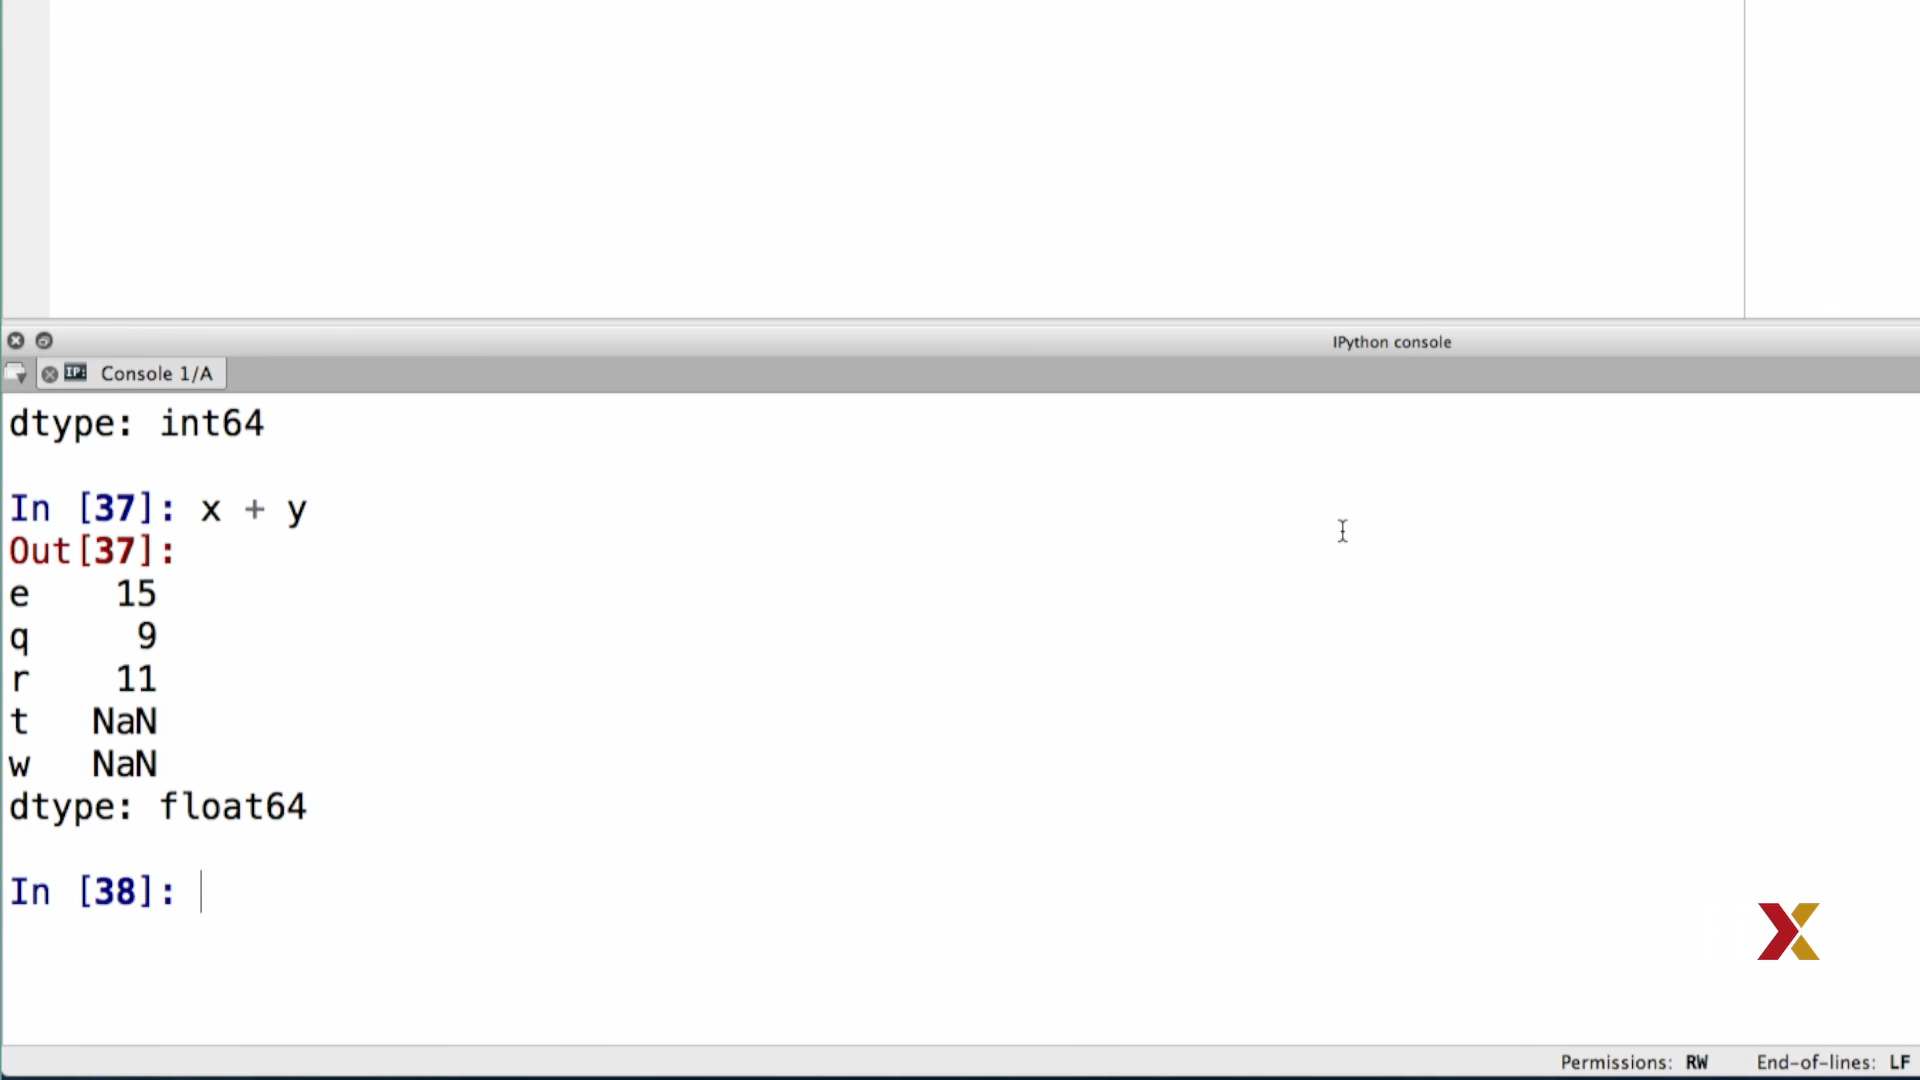 IPython console
IP: Console 1/A
dtype: int64
In [37]: x + y
Out[37]:
e 15
q 9
r 11
t NaN
w NaN
dtype: float64
In [38]:
X
Permissions: RW End-of-lines: LF